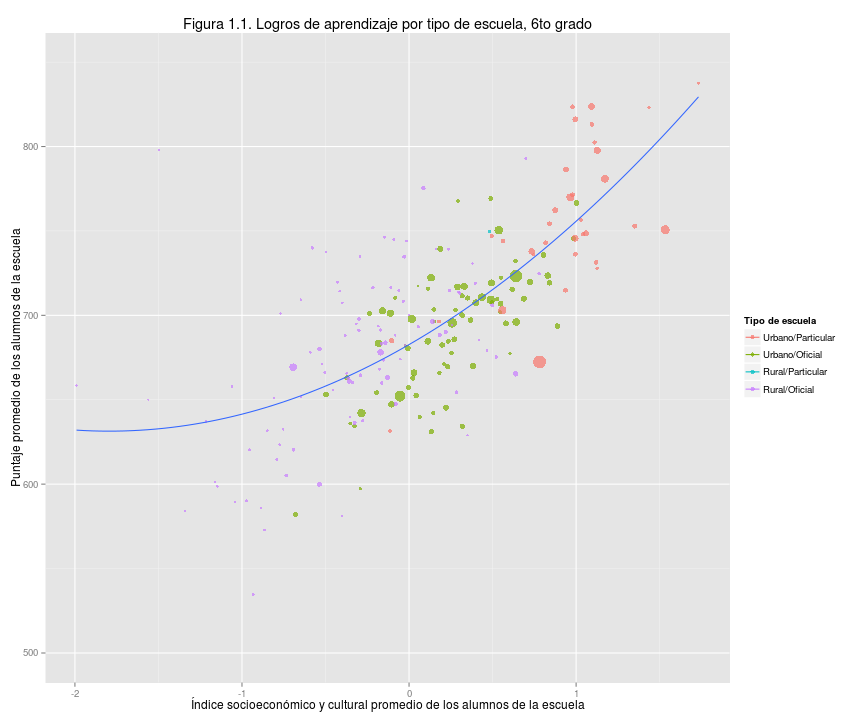 Figura 1.1. Logros de aprendizaje por tipo de escuela, 6to grado
Puntaje promedio de los alumnos de la escuela
800
700
600
500
-2
-1
0
1
Índice socioeconómico y cultural promedio de los alumnos de la escuela
Tipo de escuela
Urbano/Particular
Urbano/Oficial
Rural/Particular
Rural/Oficial